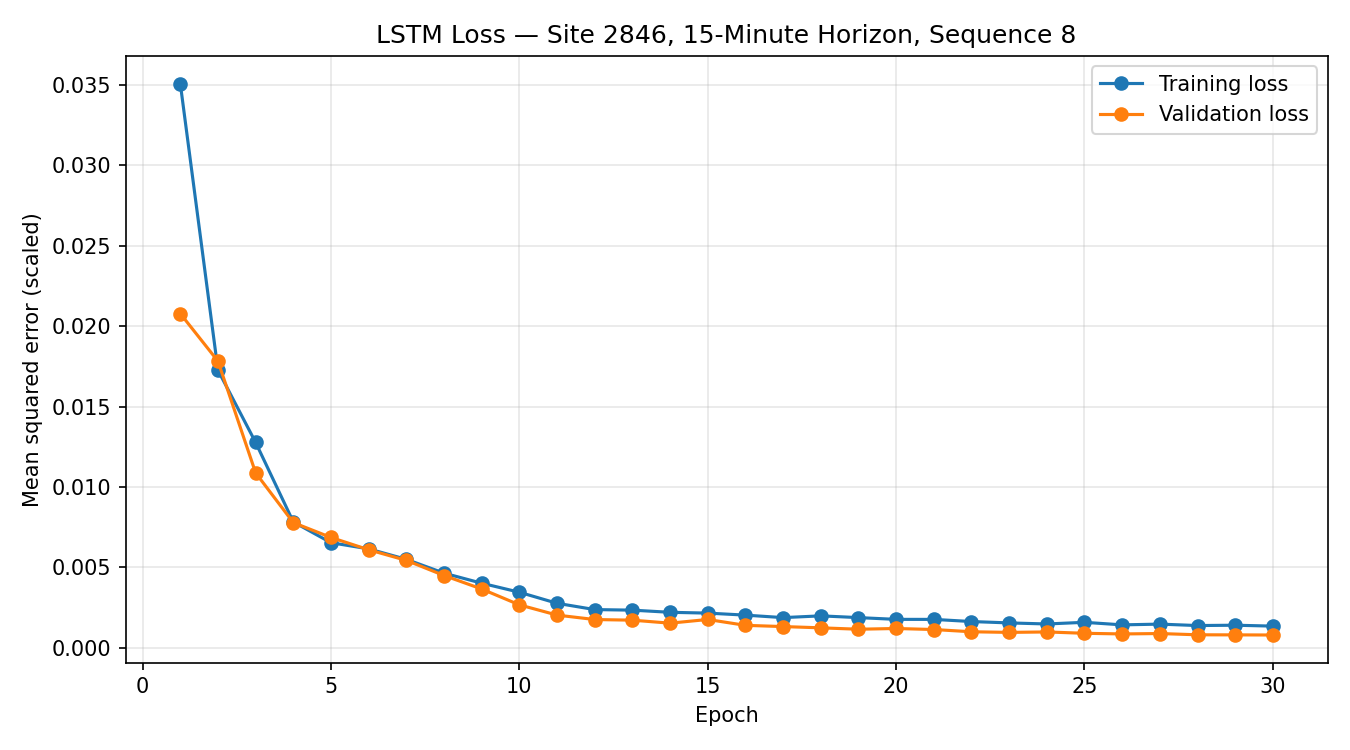 LSTM Loss — Site 2846, 15-Minute Horizon, Sequence 8
Training loss
Validation loss
Mean squared error (scaled)
0.035
0.030
0.025
0.020
0.015
0.010
0.005
0.000
0 5 10 15 20 25 30
Epoch